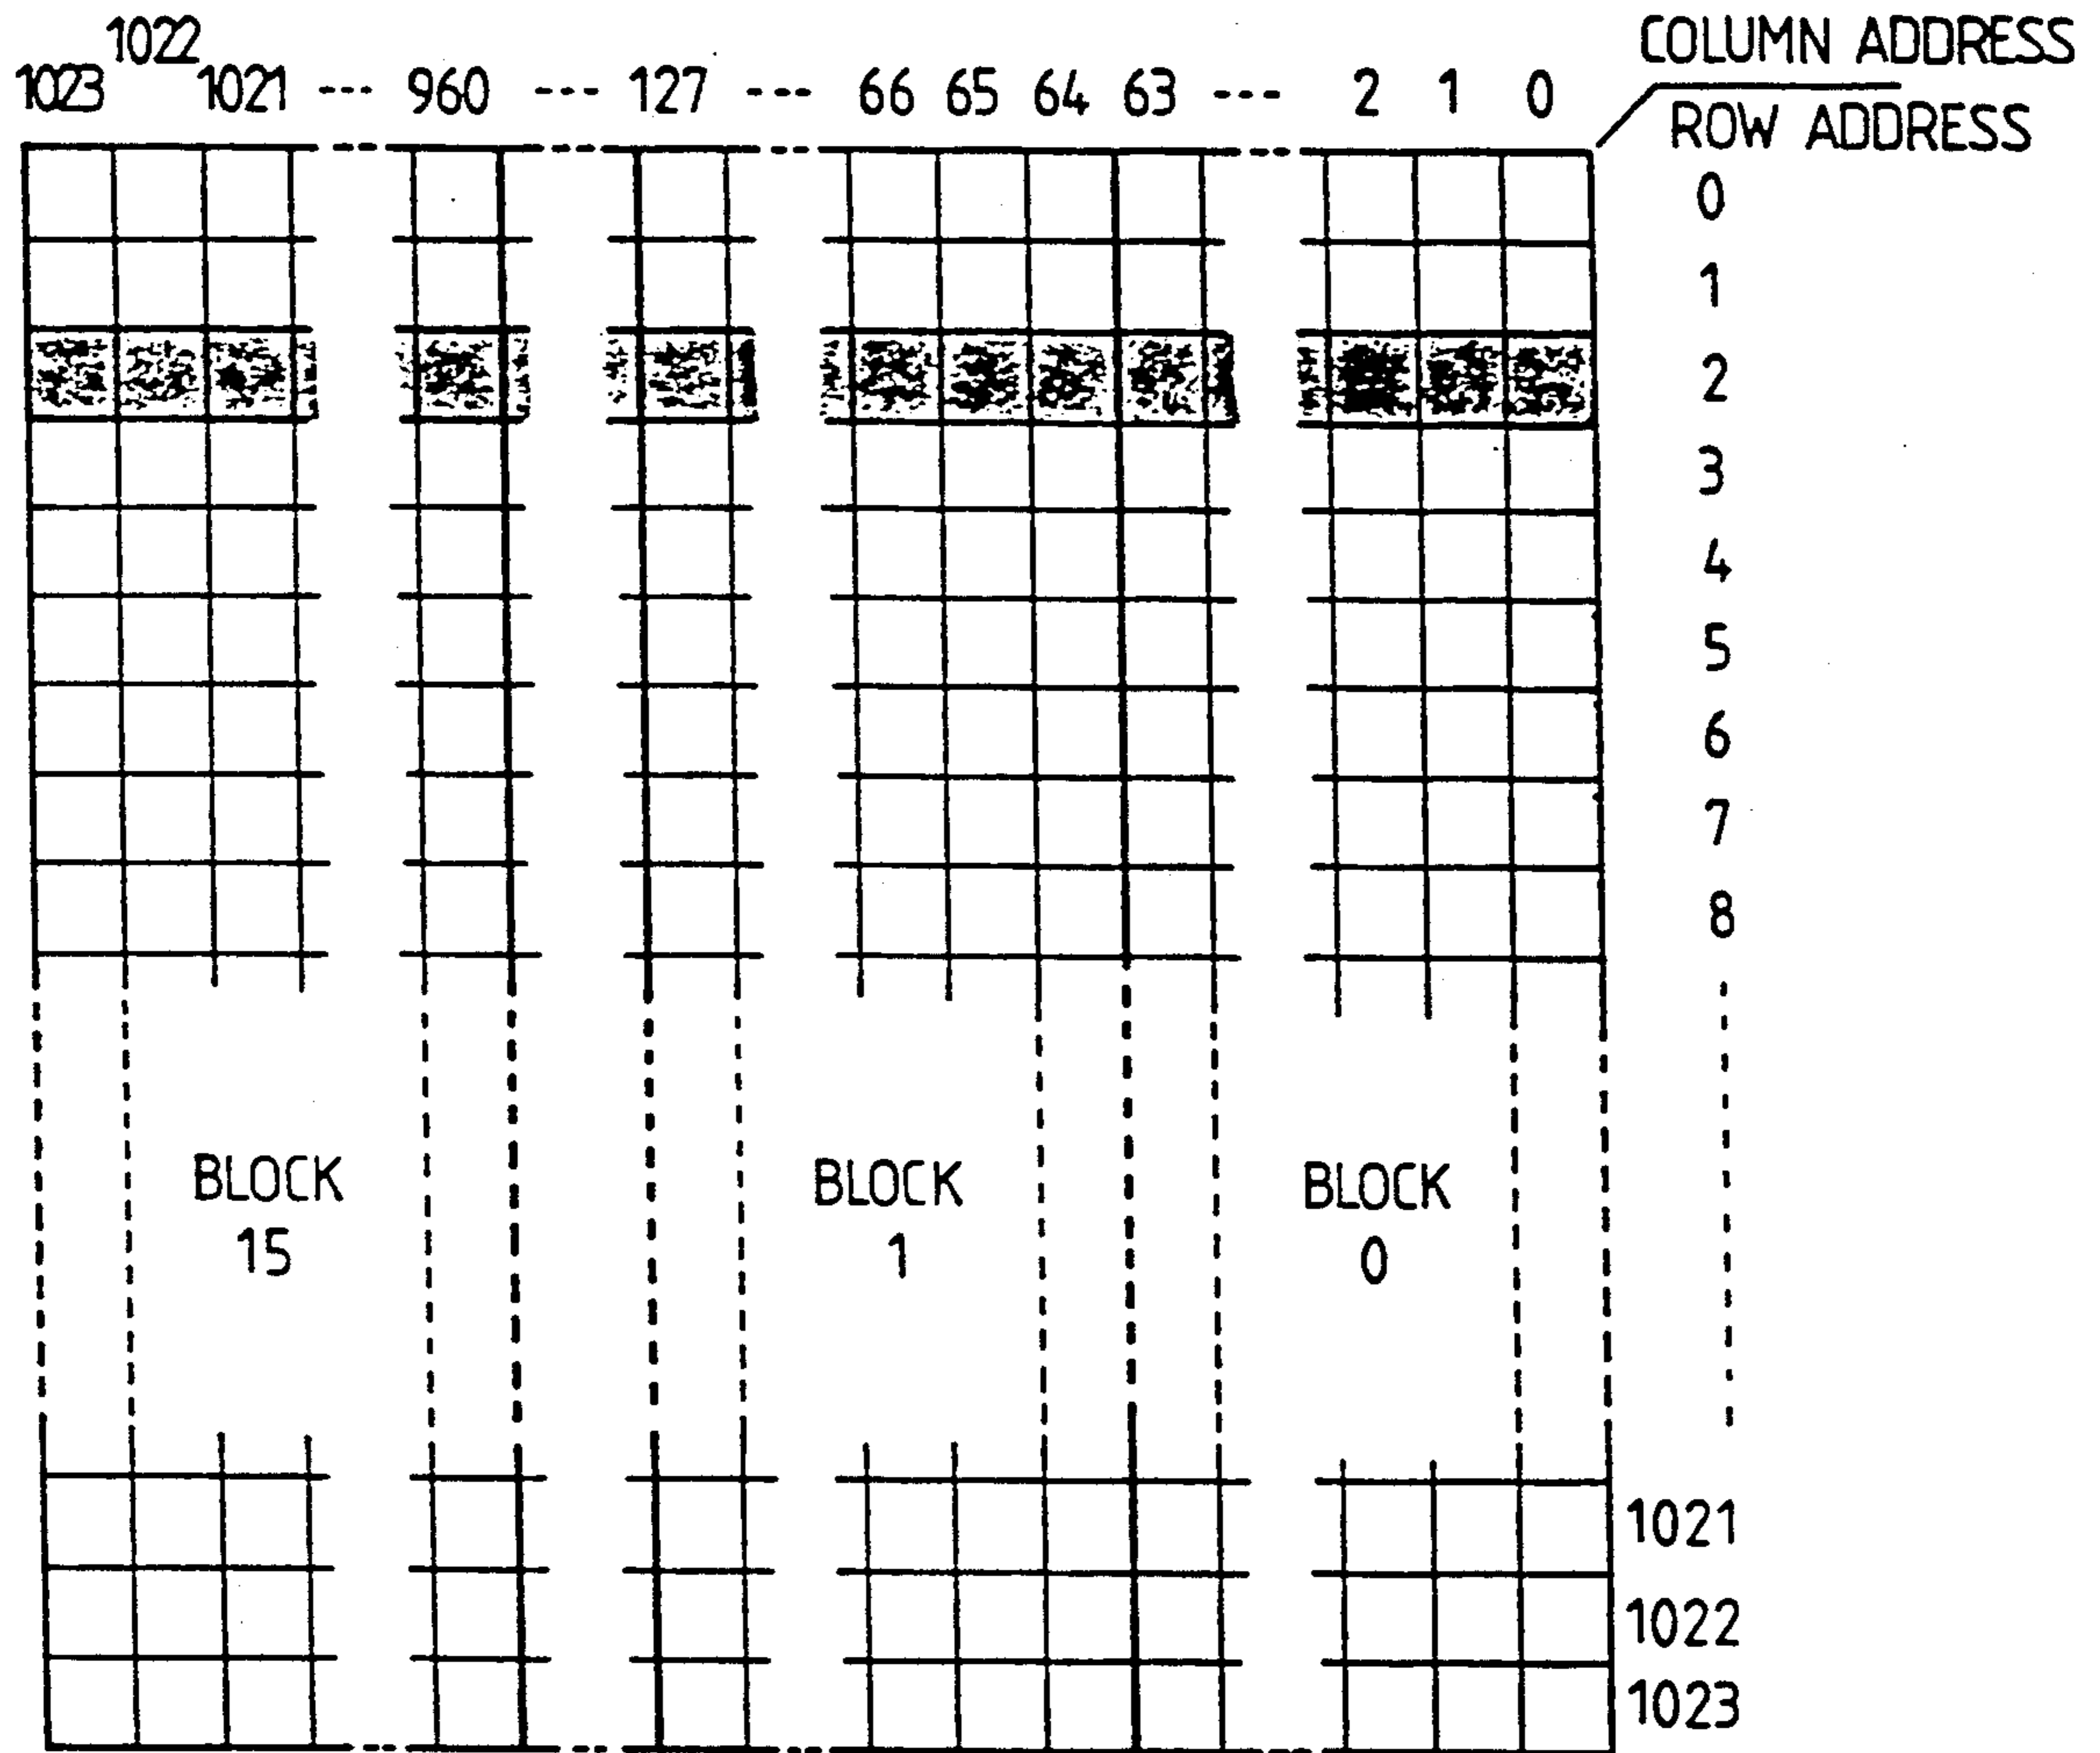 1022
COLUMN ADDRESS
1023 1021 --- 960 --- 127 --- 66 65 64 63 --- 2 1 0
ROW ADDRESS
0
1
2
3
4
5
6
7
8
BLOCK BLOCK BLOCK
15 1 0
1021
1022
1023